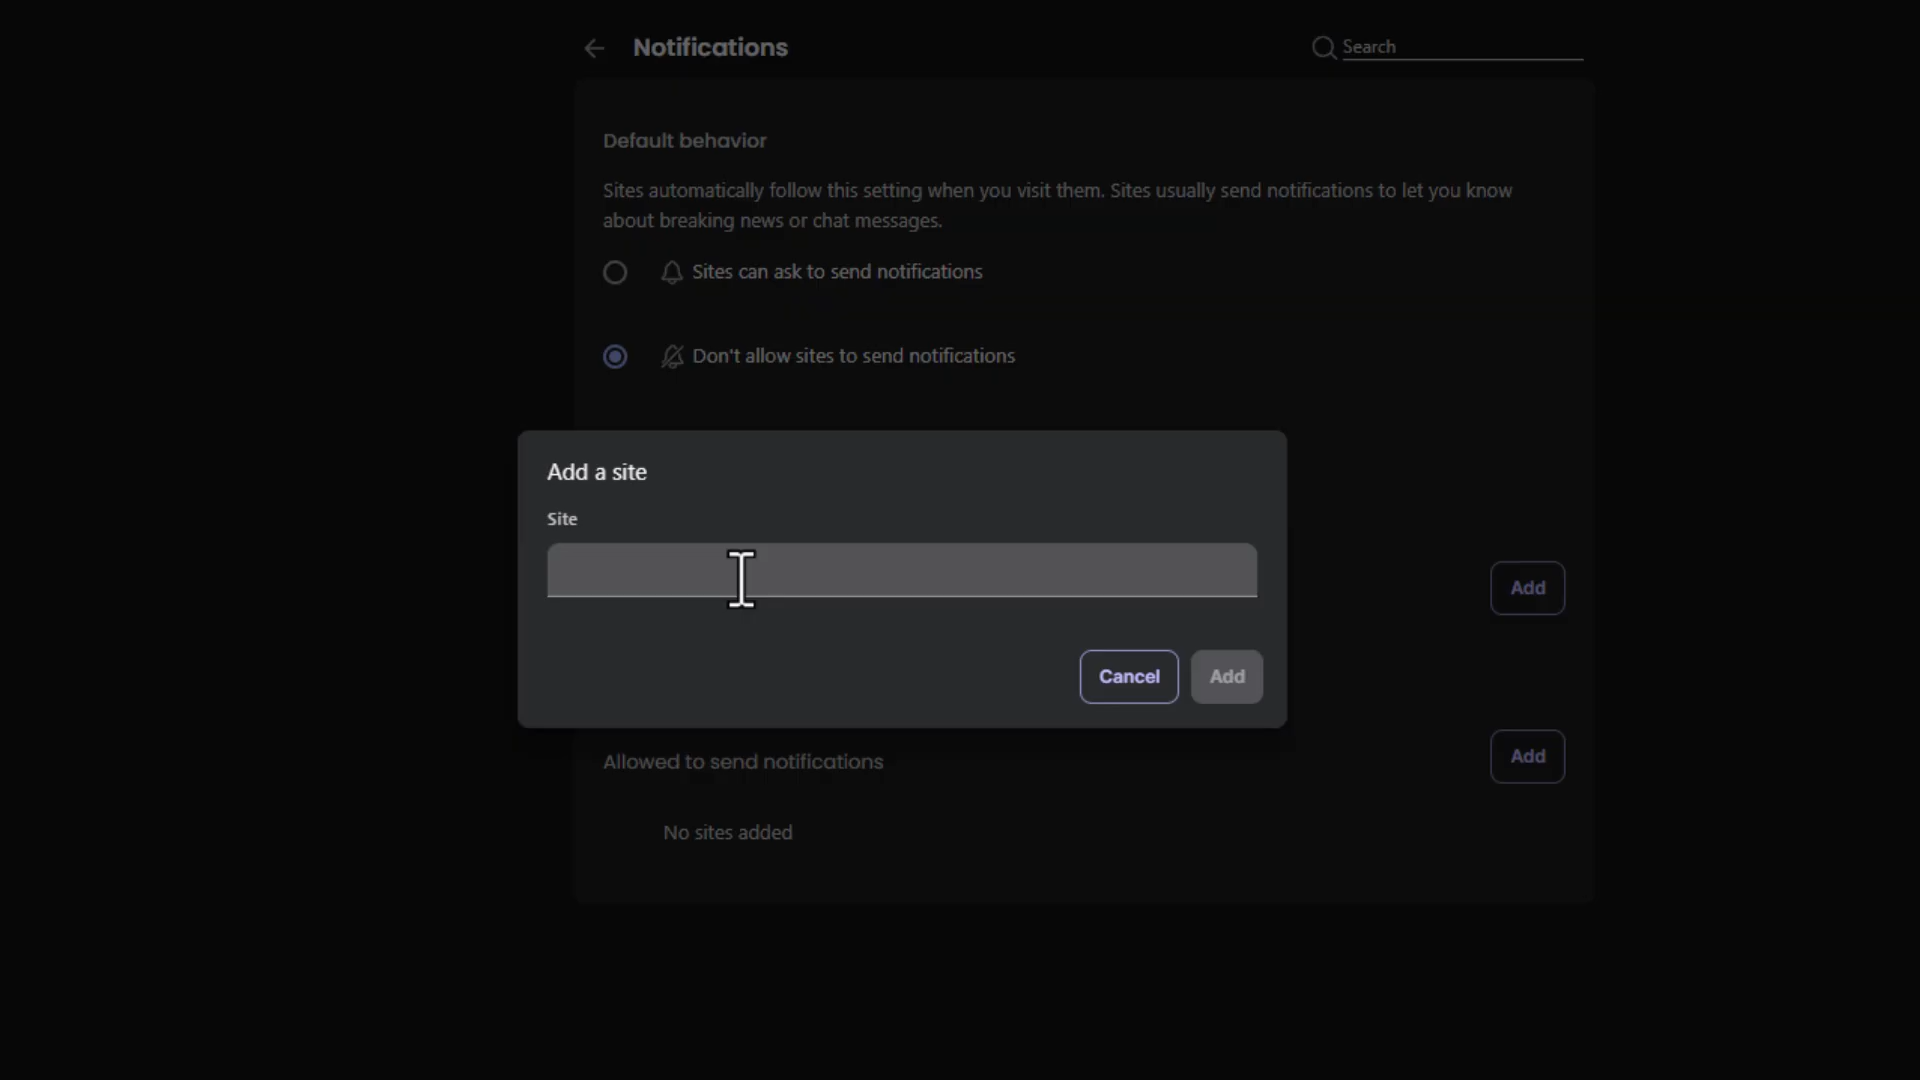 Notifications
Search
Default behavior
Sites automatically follow this setting when you visit them. Sites usually send notifications to let you know
about breaking news or chat messages.
Sites can ask to send notifications
Don't allow sites to send notifications
Add a site
Site
Add
Cancel
Add
Allowed to send notifications
Add
No sites added